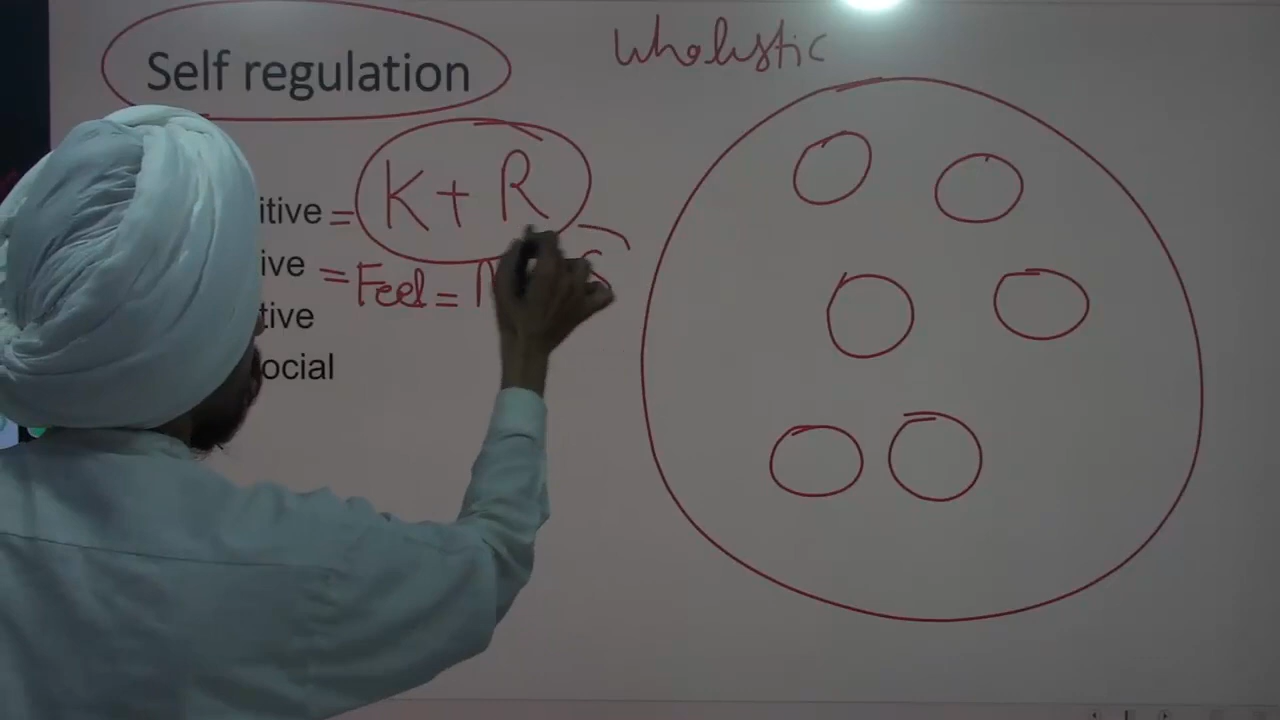 Self regulation
Wholistic
itive = K + R
ive = Feel =
tive
ocial